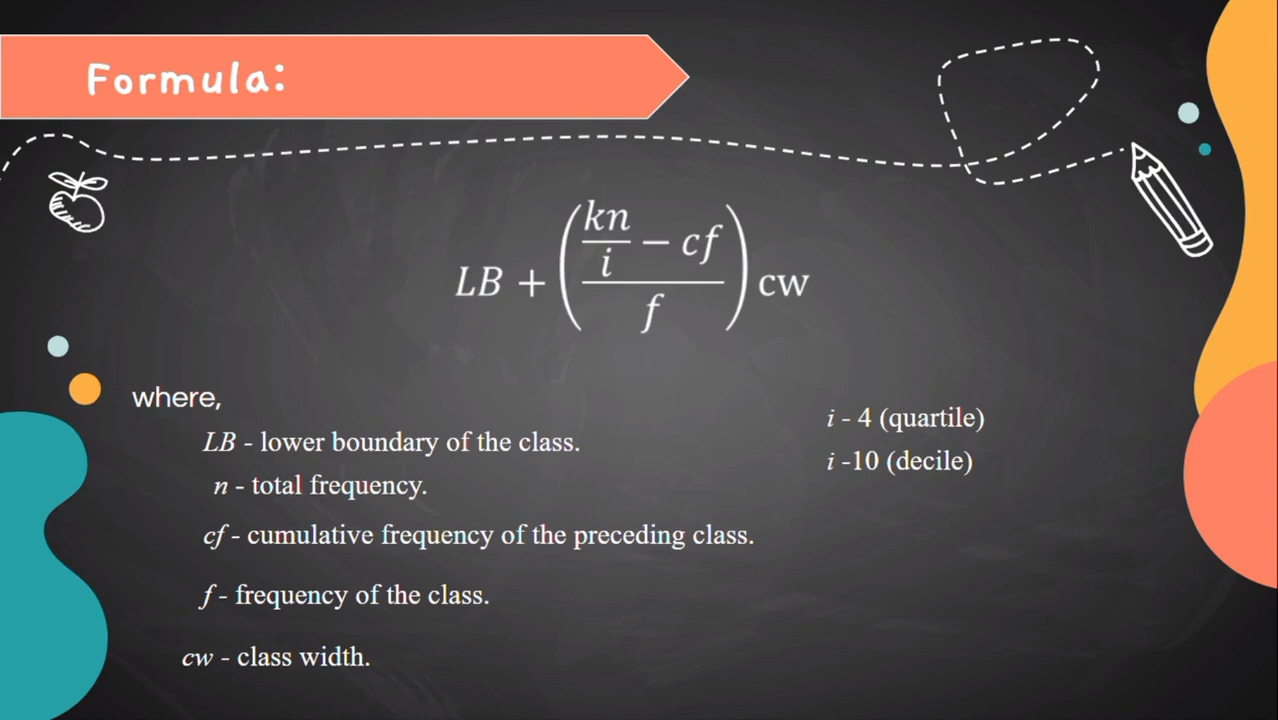 Formula:
LB + ((kn/i − cf)/f) cw
where,
LB - lower boundary of the class.
n - total frequency.
cf - cumulative frequency of the preceding class.
f - frequency of the class.
cw - class width.
i - 4 (quartile)
i -10 (decile)